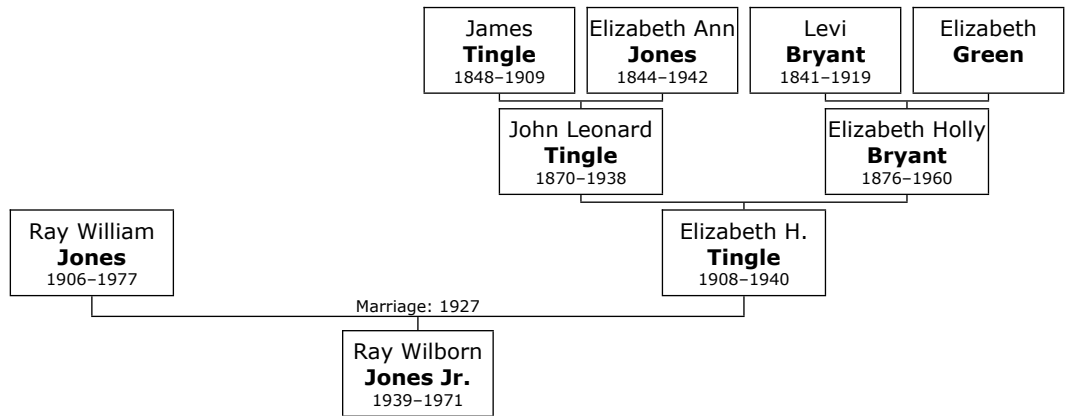 James
Tingle
1848–1909
Elizabeth Ann
Jones
1844–1942
Levi
Bryant
1841–1919
Elizabeth
Green
John Leonard
Tingle
1870–1938
Elizabeth Holly
Bryant
1876–1960
Ray William
Jones
1906–1977
Elizabeth H.
Tingle
1908–1940
Marriage: 1927
Ray Wilborn
Jones Jr.
1939–1971